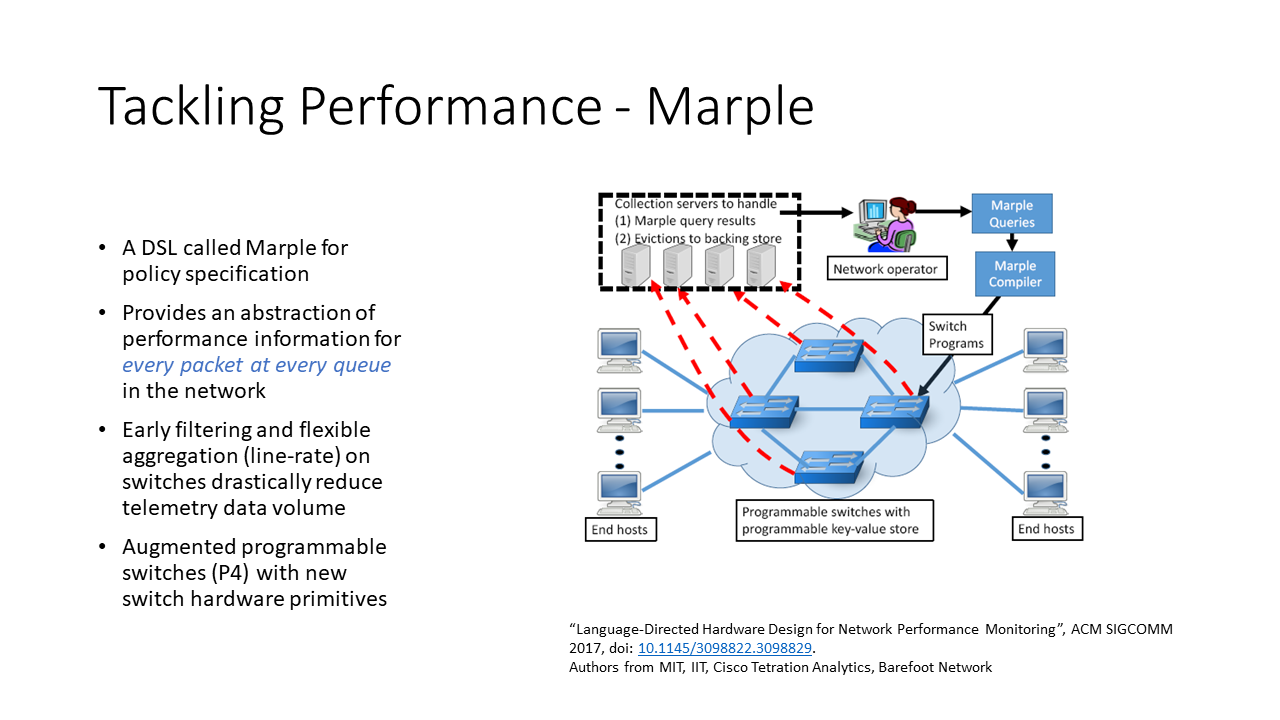 Tackling Performance - Marple
• A DSL called Marple for
policy specification
• Provides an abstraction of
performance information for
every packet at every queue
in the network
• Early filtering and flexible
aggregation (line-rate) on
switches drastically reduce
telemetry data volume
• Augmented programmable
switches (P4) with new
switch hardware primitives
Collection servers to handle
(1) Marple query results
(2) Evictions to backing store
Network operator
Marple
Queries
Marple
Compiler
Switch
Programs
End hosts
Programmable switches with
programmable key-value store
End hosts
“Language-Directed Hardware Design for Network Performance Monitoring”, ACM SIGCOMM
2017, doi: 10.1145/3098822.3098829.
Authors from MIT, IIT, Cisco Tetration Analytics, Barefoot Network